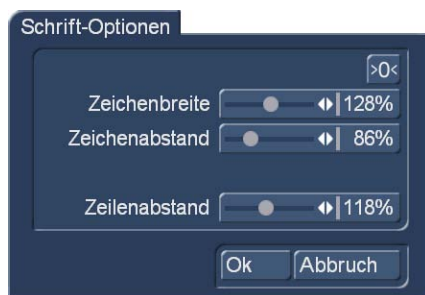 Schrift-Optionen
>0<
Zeichenbreite 128%
Zeichenabstand 86%
Zeilenabstand 118%
Ok Abbruch